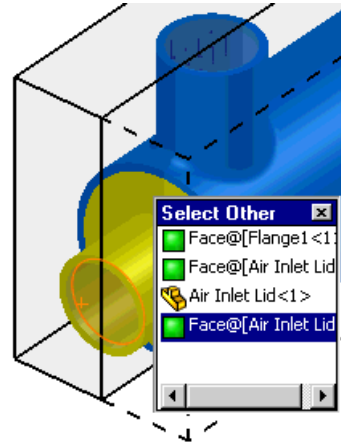 Select Other
Face@[Flange1<1
Face@[Air Inlet Lid
Air Inlet Lid<1>
Face@[Air Inlet Lid